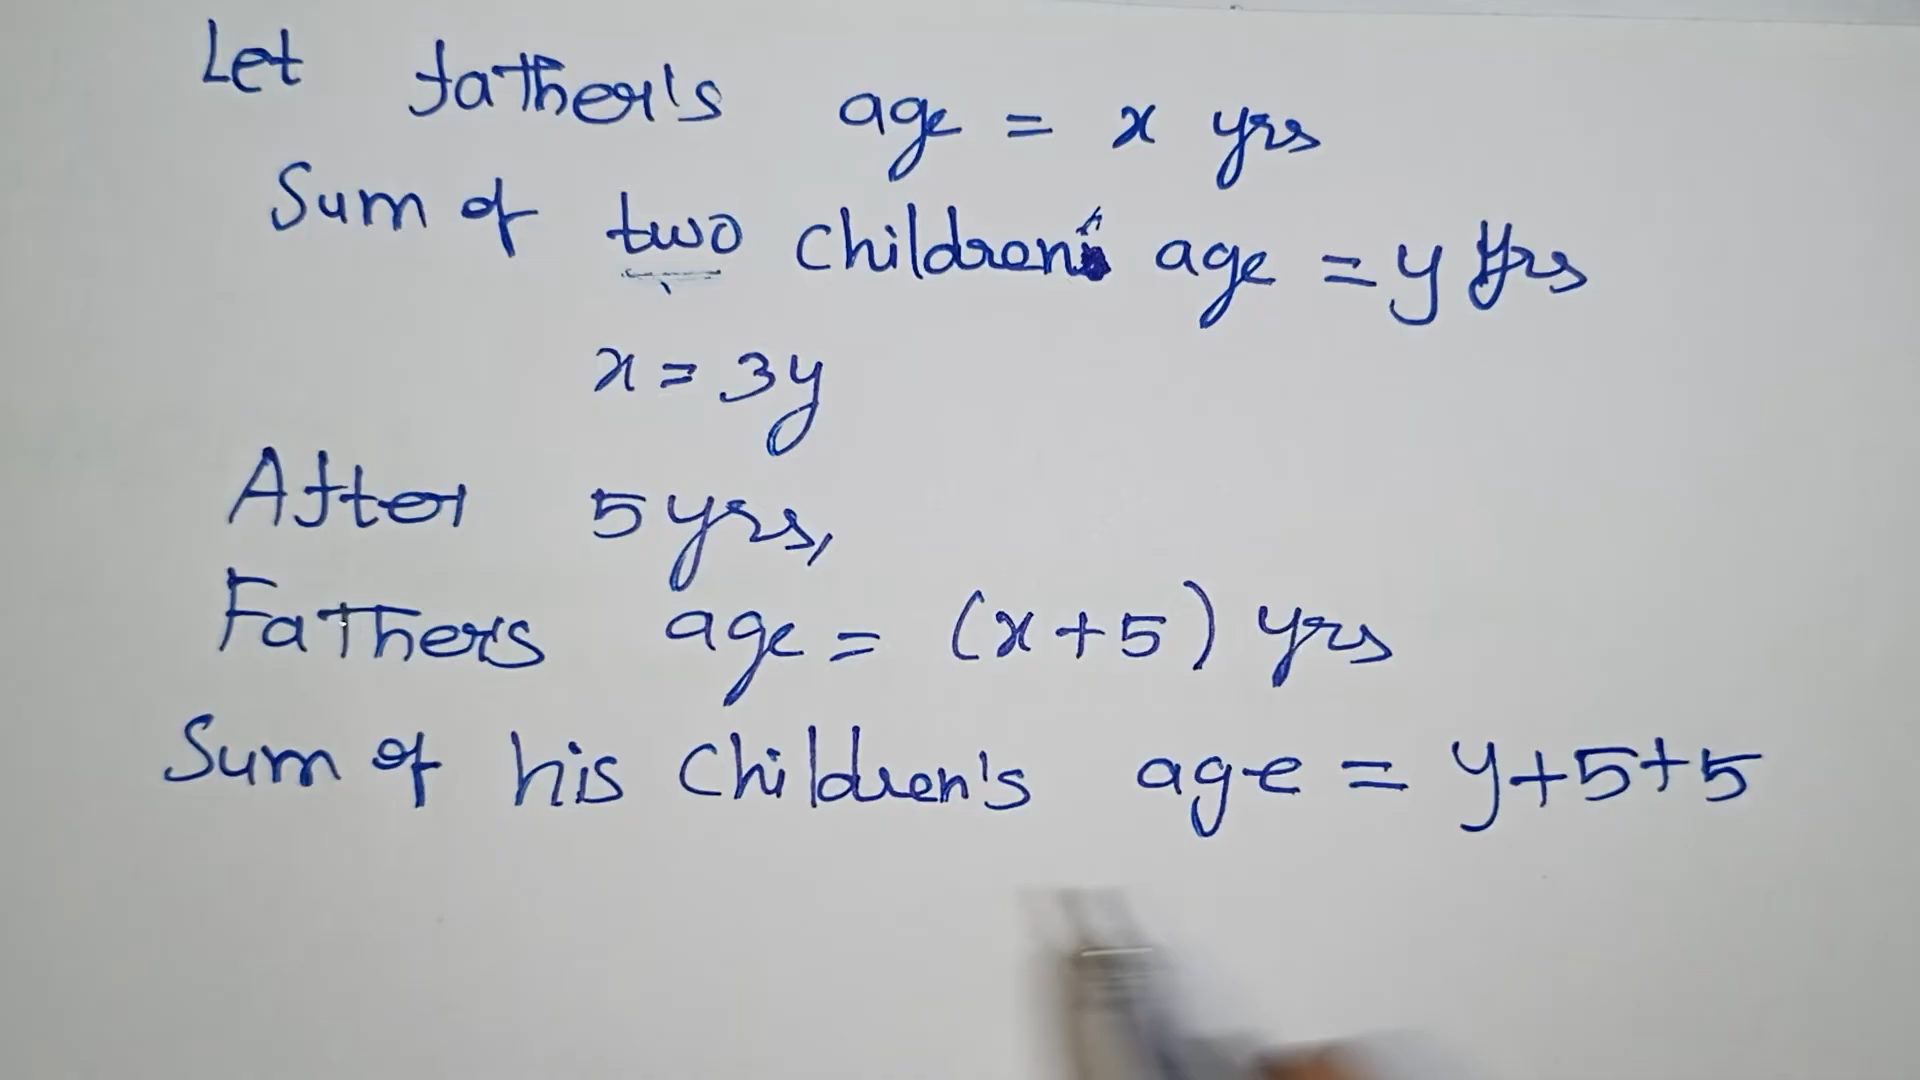 Let father's age = x yrs
Sum of two children's age = y yrs
x = 3y
After 5 yrs,
Father's age = (x+5) yrs
Sum of his children's age = y+5+5